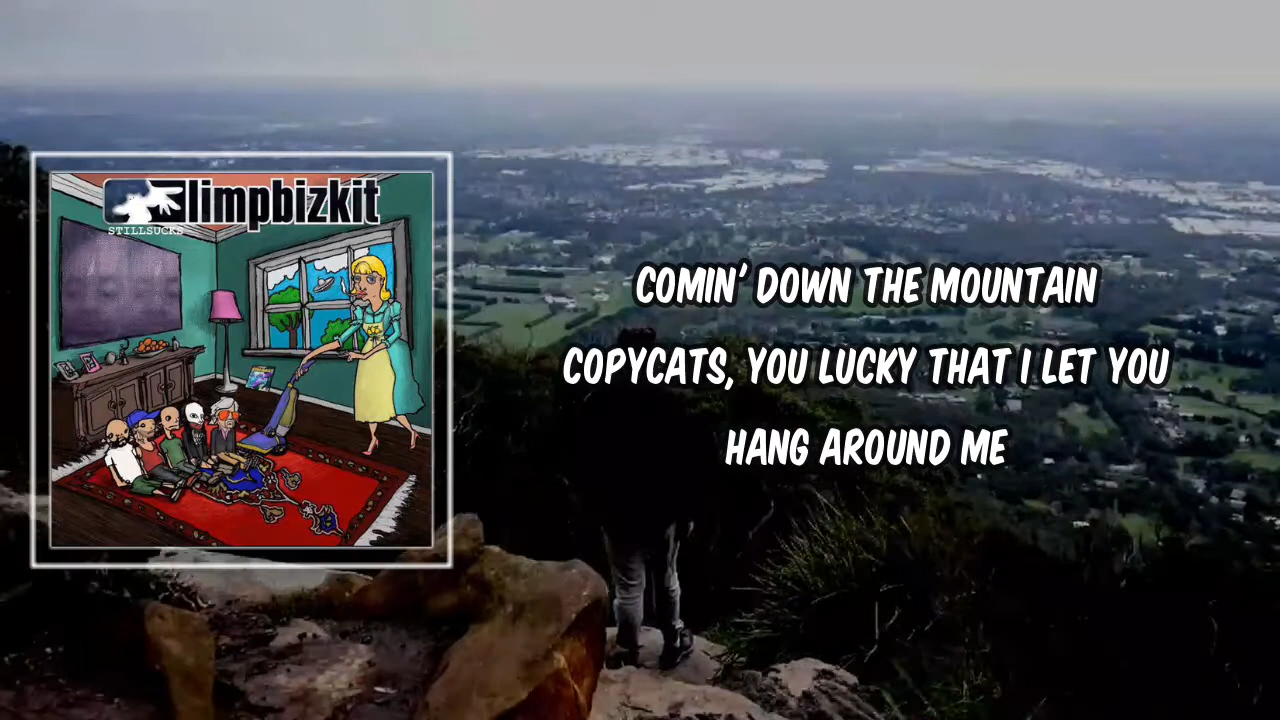 limpbizkit
STILLSUCKS
COMIN' DOWN THE MOUNTAIN
COPYCATS, YOU LUCKY THAT I LET YOU
HANG AROUND ME